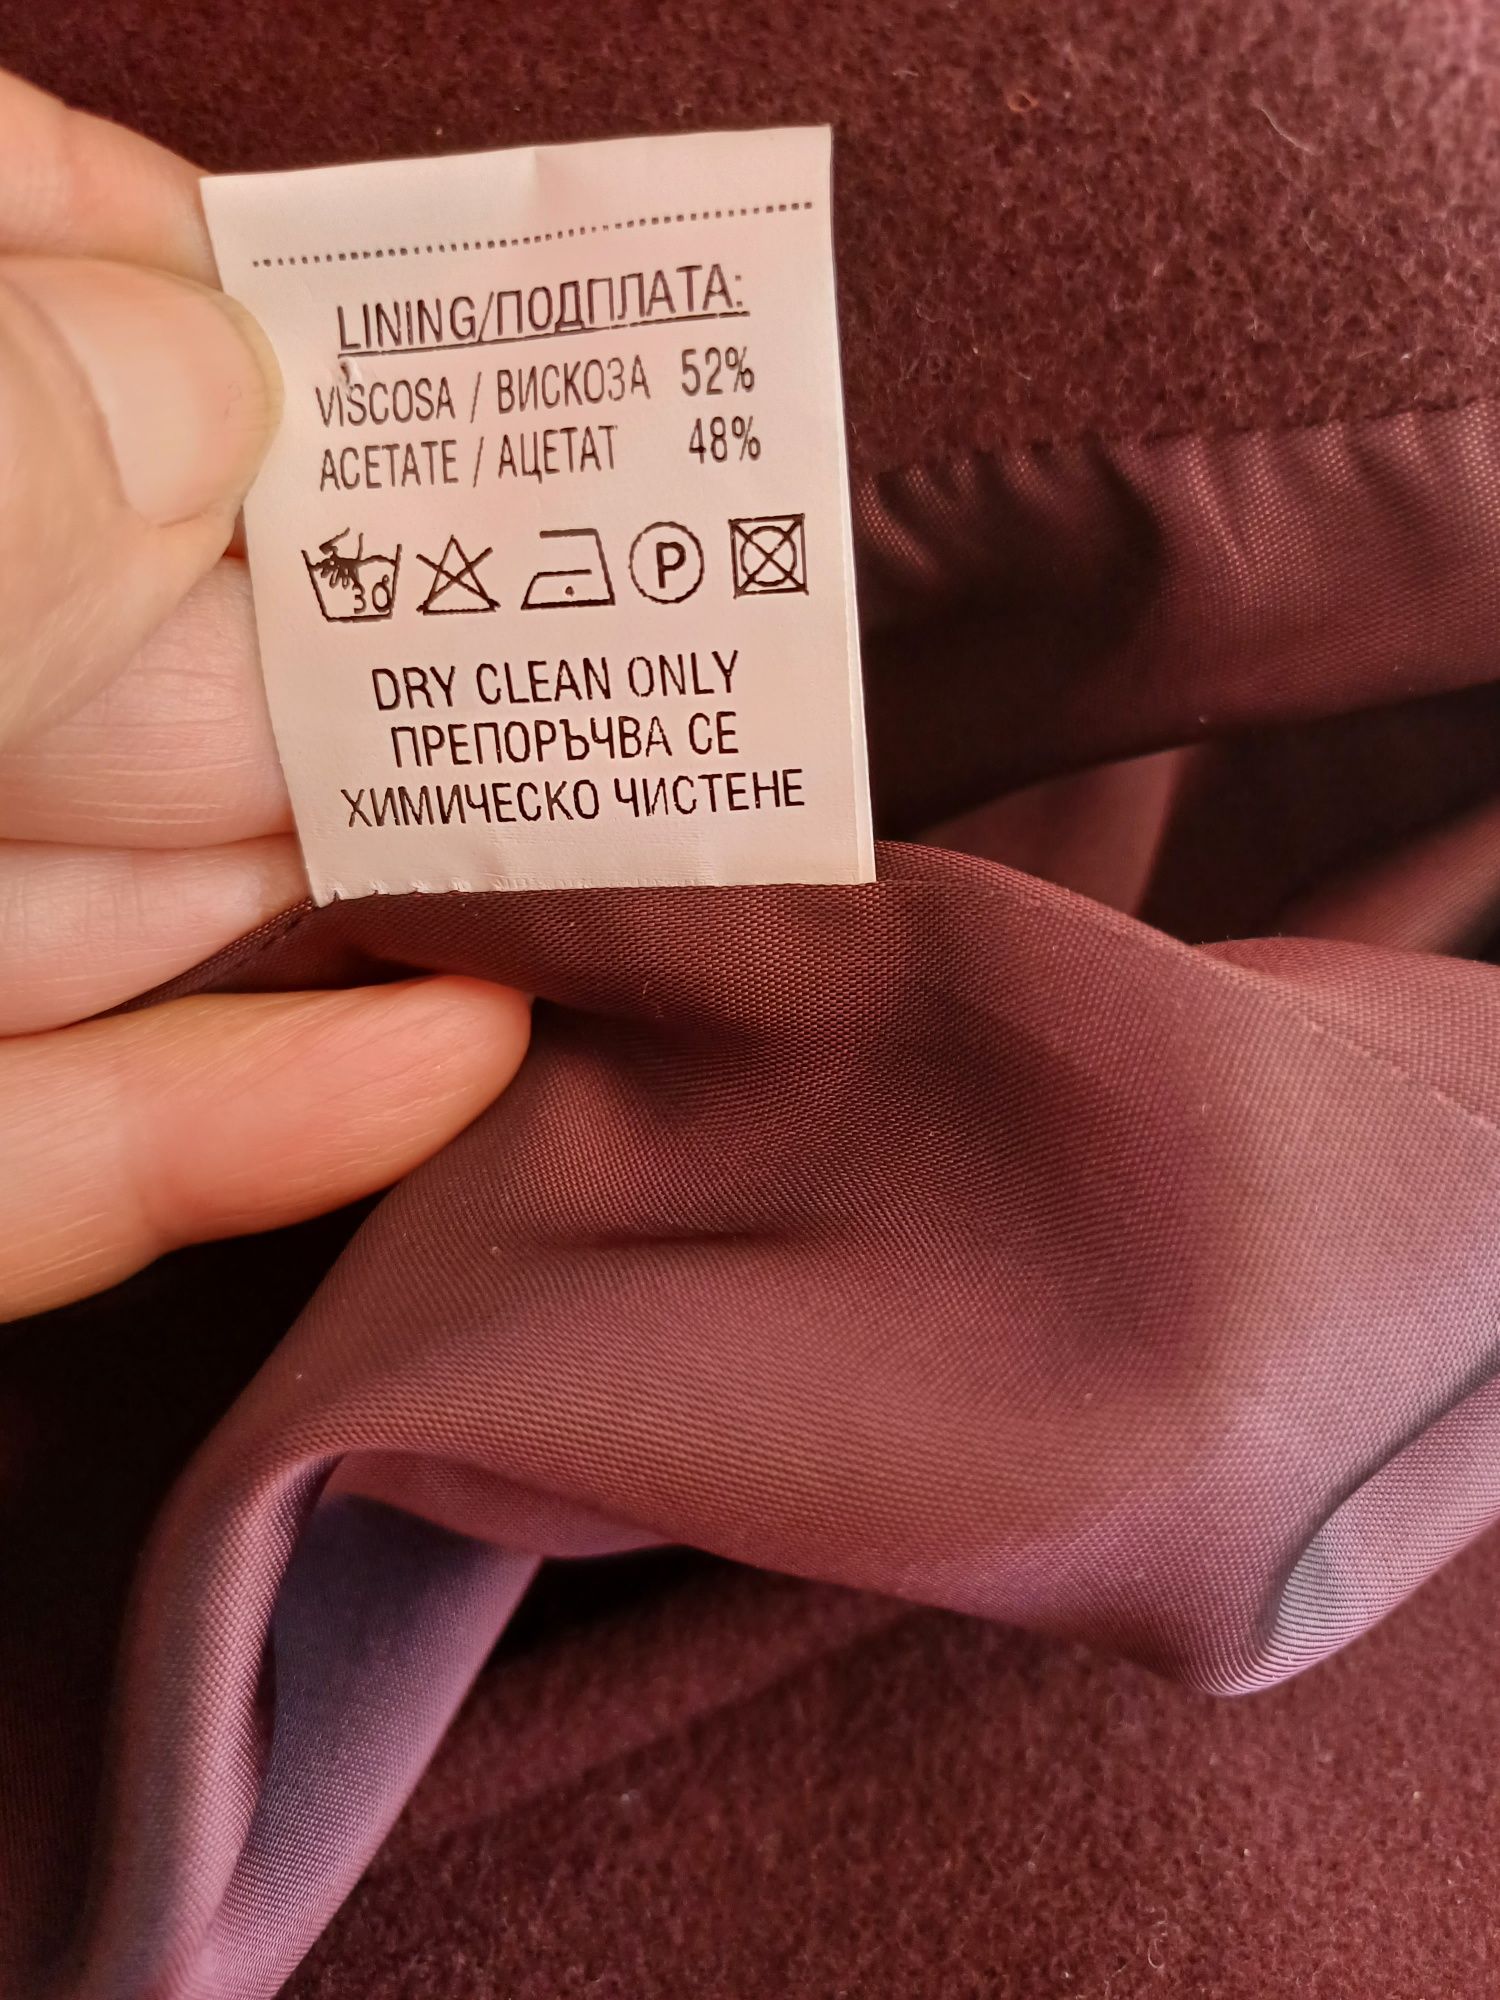 LINING/ПОДПЛАТА:
VISCOSA / ВИСКОЗА 52%
ACETATE / АЦЕТАТ 48%
30° P
DRY CLEAN ONLY
ПРЕПОРЪЧВА СЕ
ХИМИЧЕСКО ЧИСТЕНЕ